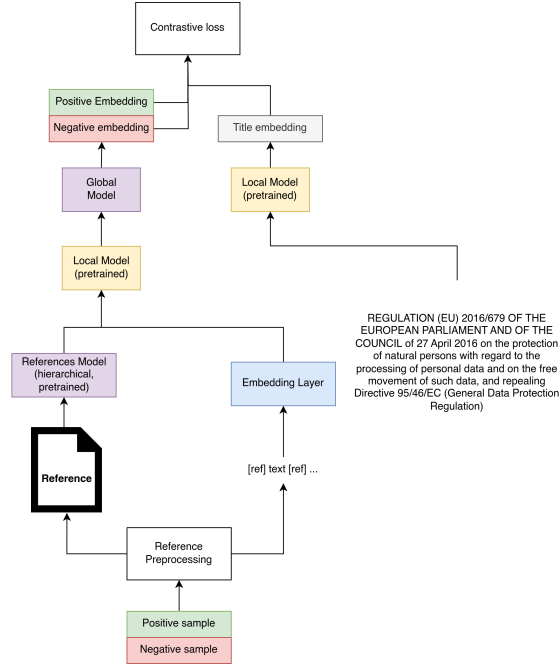 Contrastive loss
Positive Embedding
Negative embedding
Title embedding
Global
Model
Local Model
(pretrained)
Local Model
(pretrained)
REGULATION (EU) 2016/679 OF THE
EUROPEAN PARLIAMENT AND OF THE
COUNCIL of 27 April 2016 on the protection
of natural persons with regard to the
processing of personal data and on the free
movement of such data, and repealing
Directive 95/46/EC (General Data Protection
Regulation)
References Model
(hierarchical,
pretrained)
Embedding Layer
Reference
[ref] text [ref] ...
Reference
Preprocessing
Positive sample
Negative sample